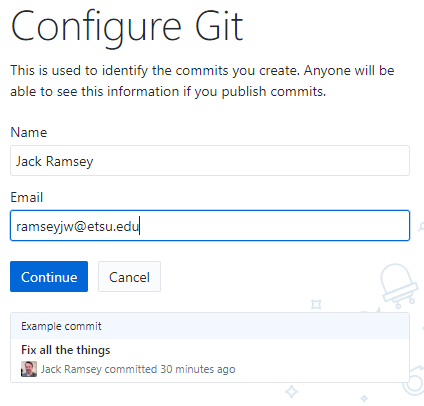 Configure Git
This is used to identify the commits you create. Anyone will be
able to see this information if you publish commits.
Name
Jack Ramsey
Email
ramseyjw@etsu.edu
Continue
Cancel
Example commit
Fix all the things
Jack Ramsey committed 30 minutes ago